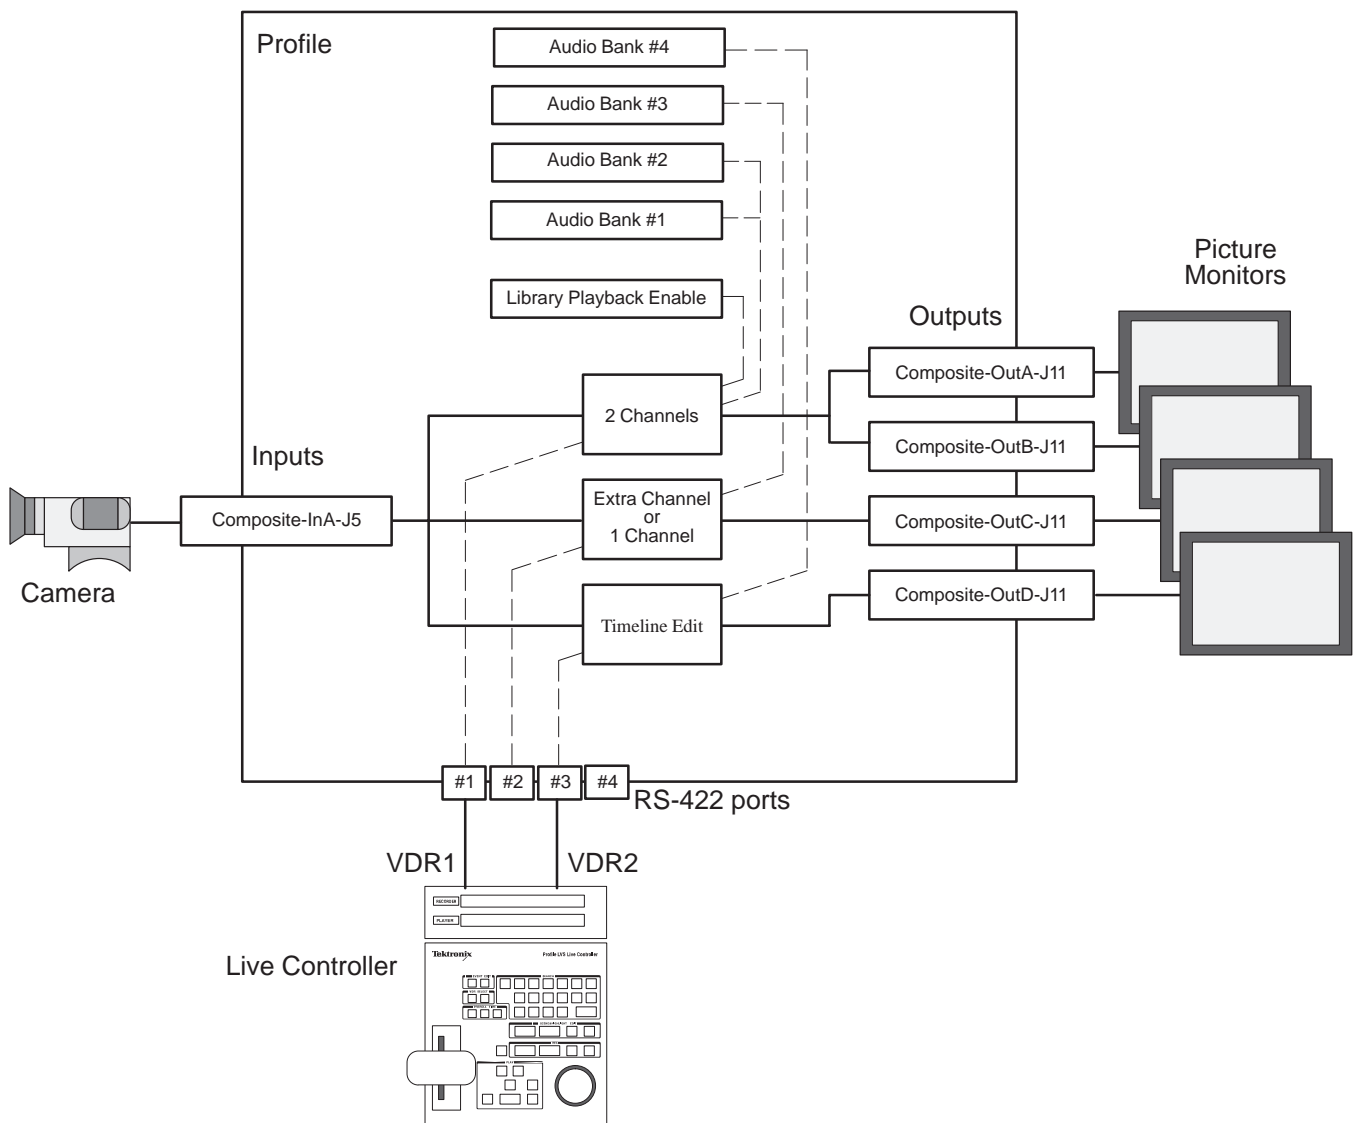 Profile
Audio Bank #4
Audio Bank #3
Audio Bank #2
Audio Bank #1
Library Playback Enable
Picture
Monitors
Outputs
Composite-OutA-J11
2 Channels
Composite-OutB-J11
Inputs
Composite-InA-J5
Extra Channel
or
1 Channel
Composite-OutC-J11
Camera
Timeline Edit
Composite-OutD-J11
#1
#2
#3
#4
RS-422 ports
VDR1
VDR2
RECORDER
PLAYER
Live Controller
Tektronix
Profile LVS Live Controller
PLAY